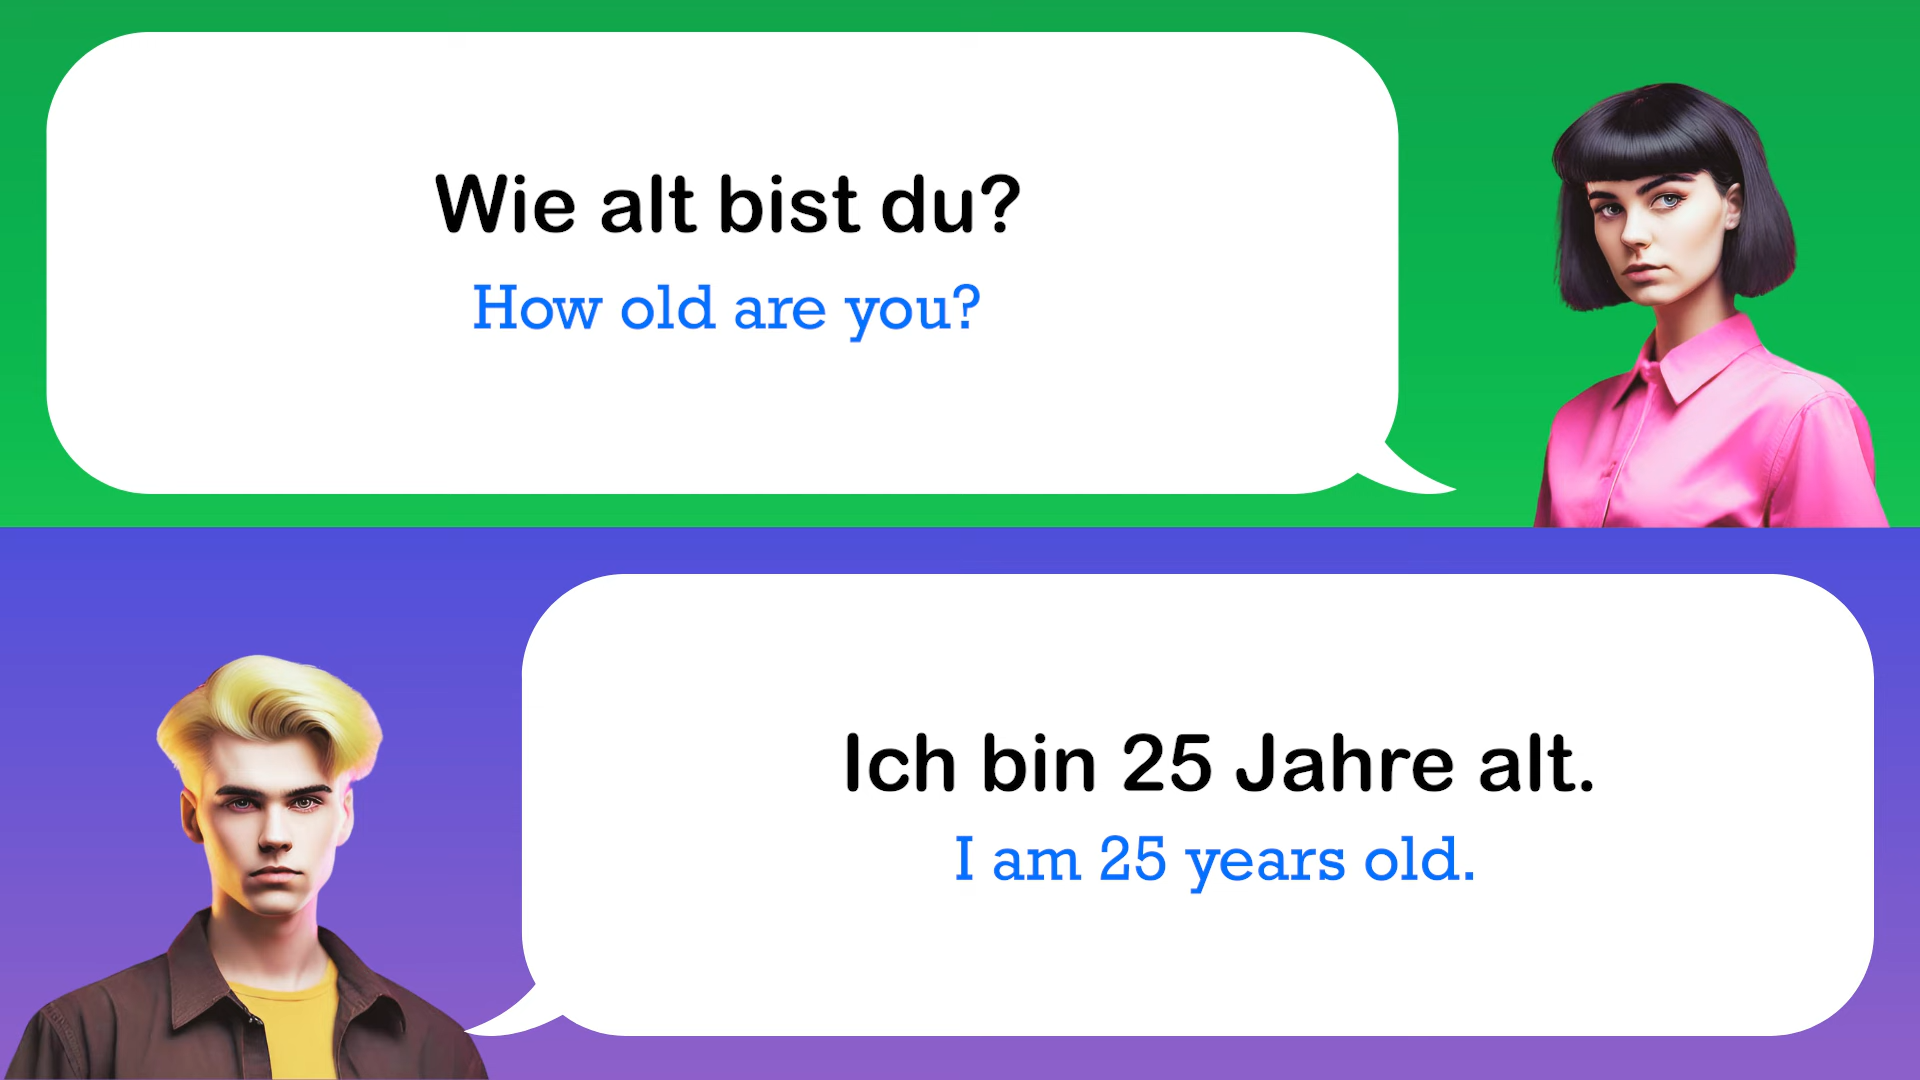 Wie alt bist du?
How old are you?
Ich bin 25 Jahre alt.
I am 25 years old.